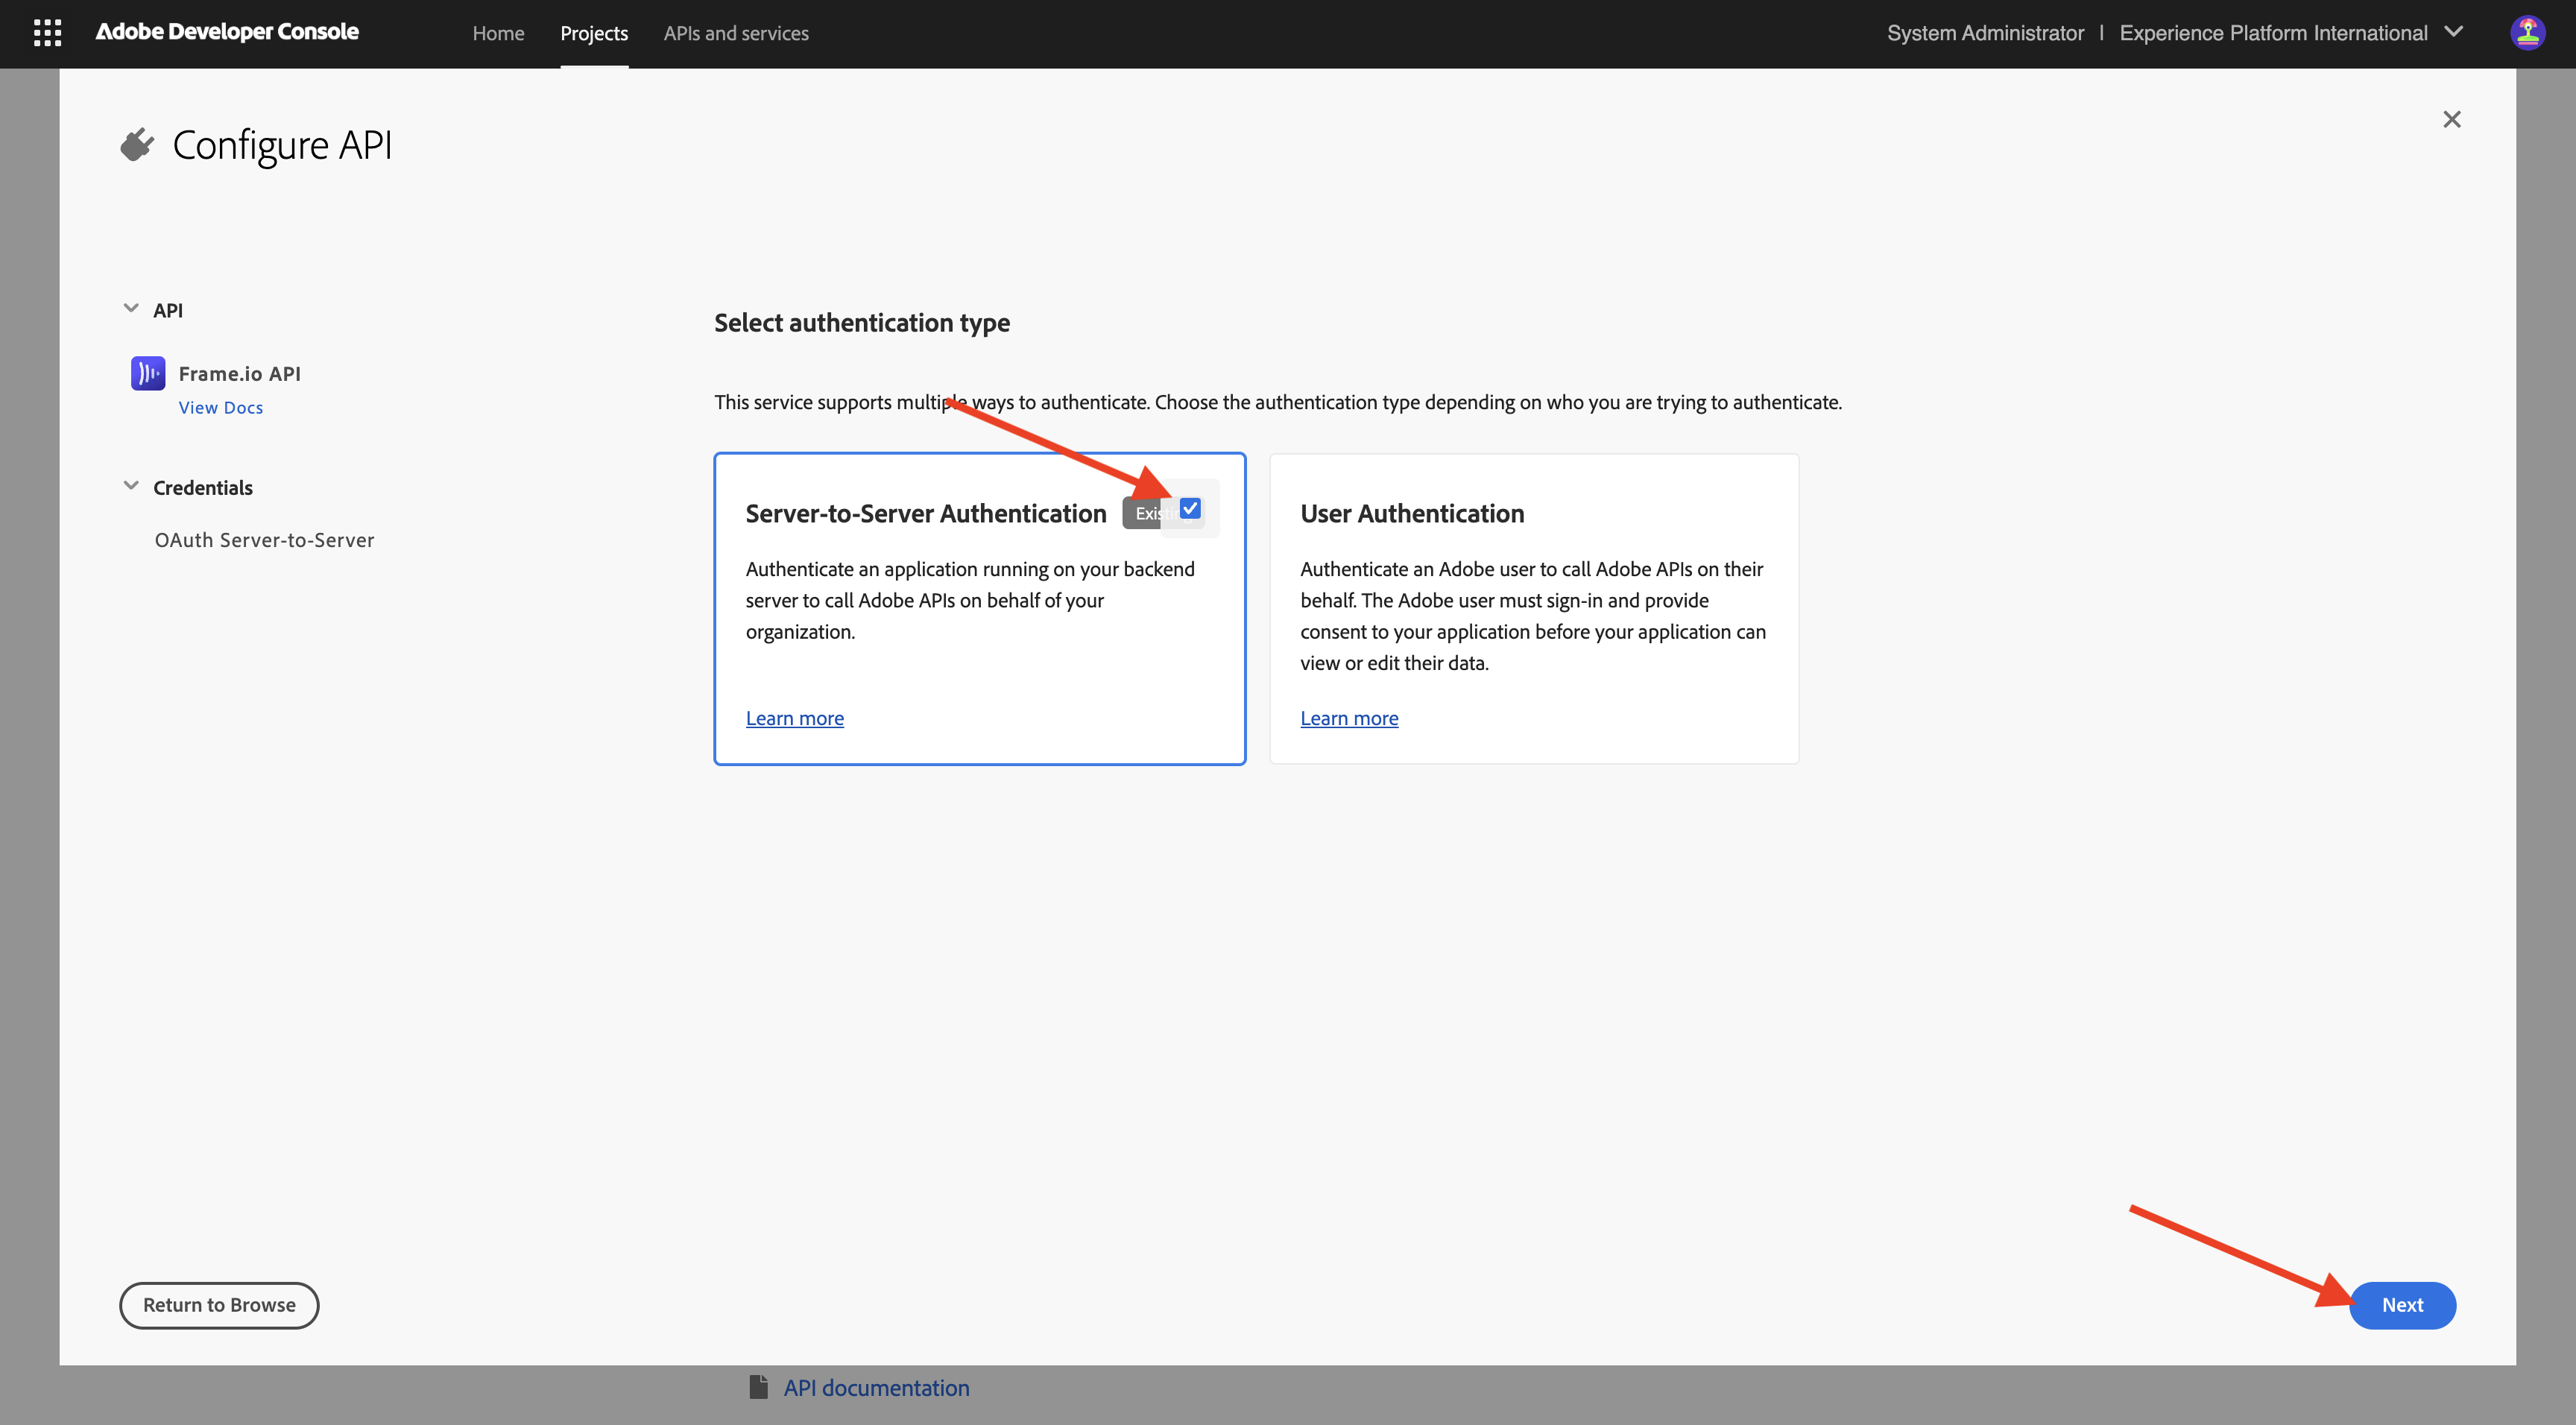 Adobe Developer Console
Home
Projects
APIs and services
System Administrator | Experience Platform International
Configure API
API
Frame.io API
View Docs
Credentials
OAuth Server-to-Server
Select authentication type
This service supports multiple ways to authenticate. Choose the authentication type depending on who you are trying to authenticate.
Server-to-Server Authentication
Existing
Authenticate an application running on your backend
server to call Adobe APIs on behalf of your
organization.
Learn more
User Authentication
Authenticate an Adobe user to call Adobe APIs on their
behalf. The Adobe user must sign-in and provide
consent to your application before your application can
view or edit their data.
Learn more
Return to Browse
Next
API documentation